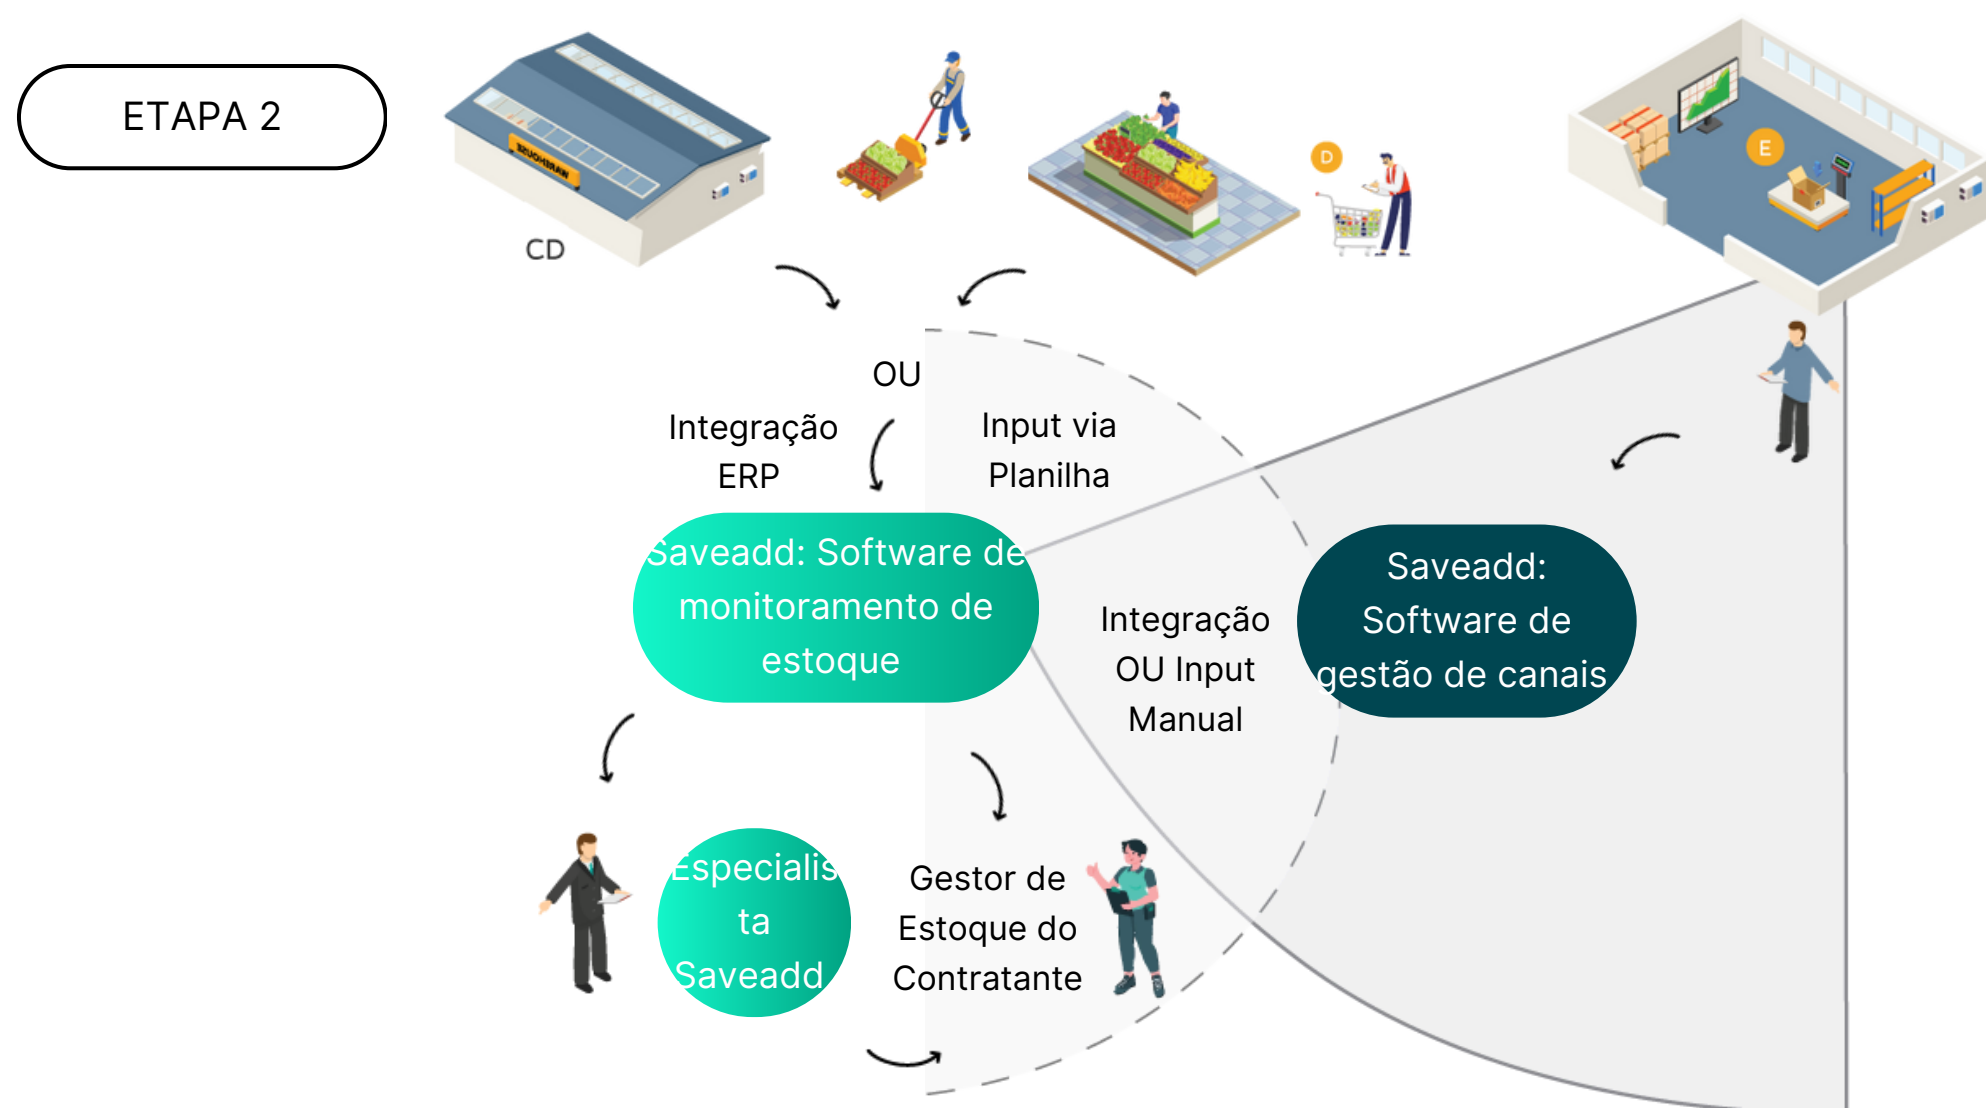 ETAPA 2
WAREHOUSE
CD
D
E
OU
Integração
ERP
Input via
Planilha
Saveadd: Software de
monitoramento de
estoque
Integração
OU Input
Manual
Saveadd:
Software de
gestão de canais
Especialis
ta
Saveadd
Gestor de
Estoque do
Contratante